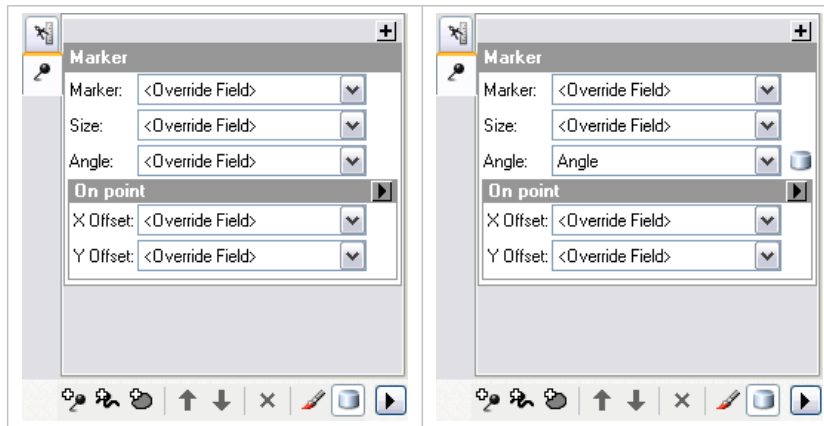 Marker
Marker: <Override Field>
Size: <Override Field>
Angle: <Override Field>
On point
X Offset: <Override Field>
Y Offset: <Override Field>
Marker
Marker: <Override Field>
Size: <Override Field>
Angle: Angle
On point
X Offset: <Override Field>
Y Offset: <Override Field>